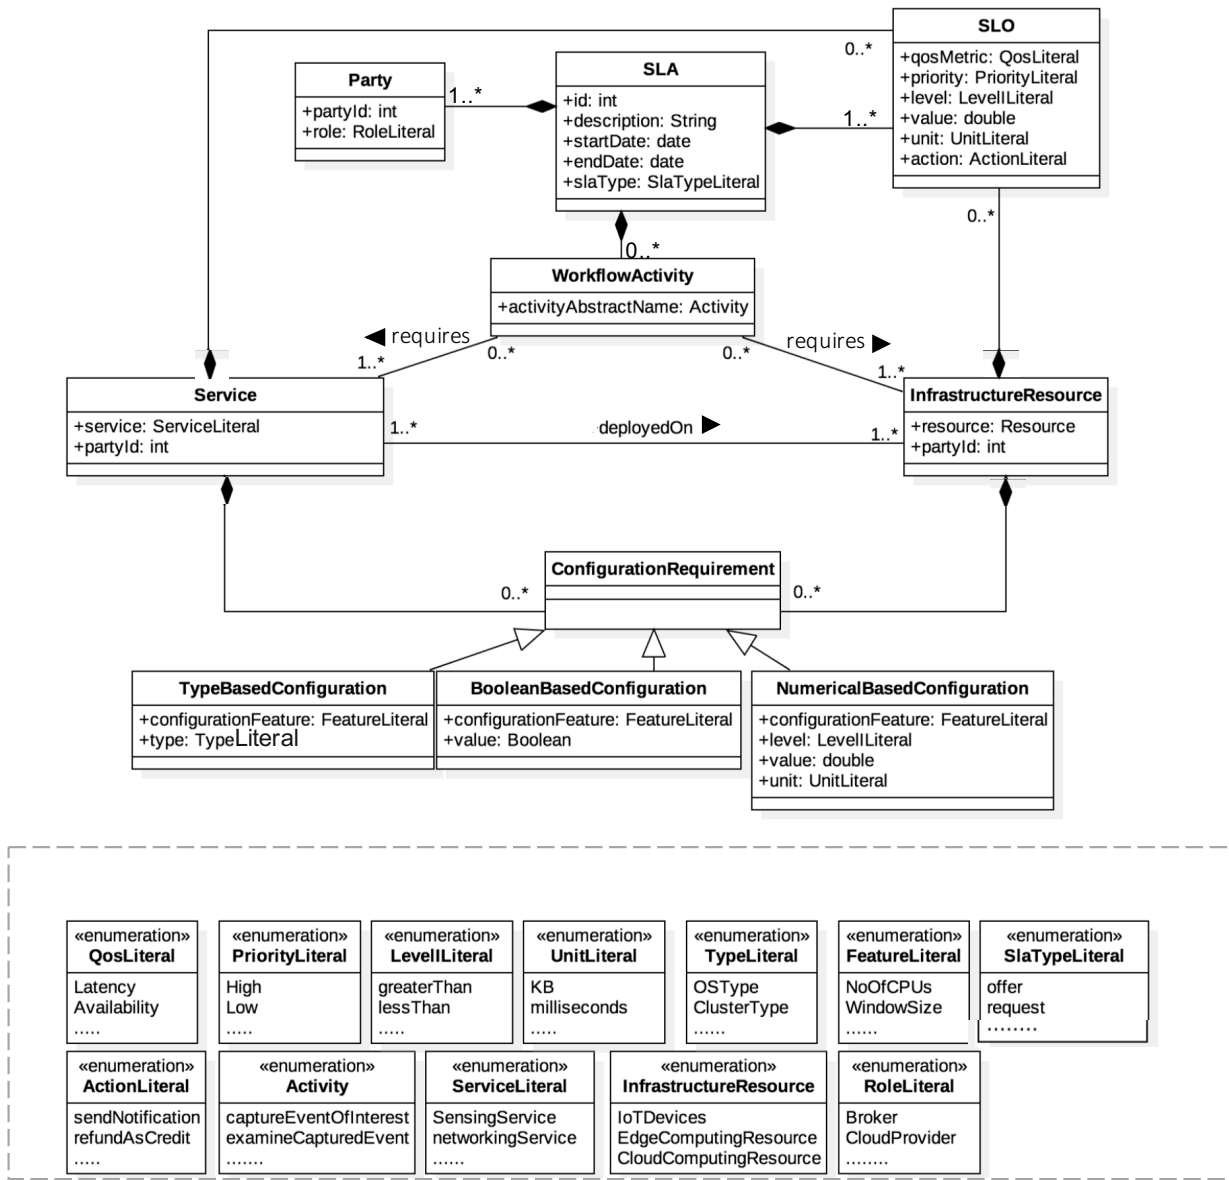 SLO
+qosMetric: QosLiteral
+priority: PriorityLiteral
+level: LevelILiteral
+value: double
+unit: UnitLiteral
+action: ActionLiteral
0..*
SLA
+id: int
+description: String
+startDate: date
+endDate: date
+slaType: SlaTypeLiteral
Party
+partyId: int
+role: RoleLiteral
1..*
1..*
0..*
0..*
WorkflowActivity
+activityAbstractName: Activity
◀ requires
1..*
0..*
requires ▶
0..*
1..*
Service
+service: ServiceLiteral
+partyId: int
1..*
deployedOn ▶
1..*
InfrastructureResource
+resource: Resource
+partyId: int
0..*
ConfigurationRequirement
0..*
TypeBasedConfiguration
+configurationFeature: FeatureLiteral
+type: TypeLiteral
BooleanBasedConfiguration
+configurationFeature: FeatureLiteral
+value: Boolean
NumericalBasedConfiguration
+configurationFeature: FeatureLiteral
+level: LevelILiteral
+value: double
+unit: UnitLiteral
«enumeration»
QosLiteral
Latency
Availability
.....
«enumeration»
PriorityLiteral
High
Low
.....
«enumeration»
LevelILiteral
greaterThan
lessThan
.....
«enumeration»
UnitLiteral
KB
milliseconds
.....
«enumeration»
TypeLiteral
OSType
ClusterType
......
«enumeration»
FeatureLiteral
NoOfCPUs
WindowSize
......
«enumeration»
SlaTypeLiteral
offer
request
........
«enumeration»
ActionLiteral
sendNotification
refundAsCredit
.....
«enumeration»
Activity
captureEventOfInterest
examineCapturedEvent
.......
«enumeration»
ServiceLiteral
SensingService
networkingService
......
«enumeration»
InfrastructureResource
IoTDevices
EdgeComputingResource
CloudComputingResource
«enumeration»
RoleLiteral
Broker
CloudProvider
........